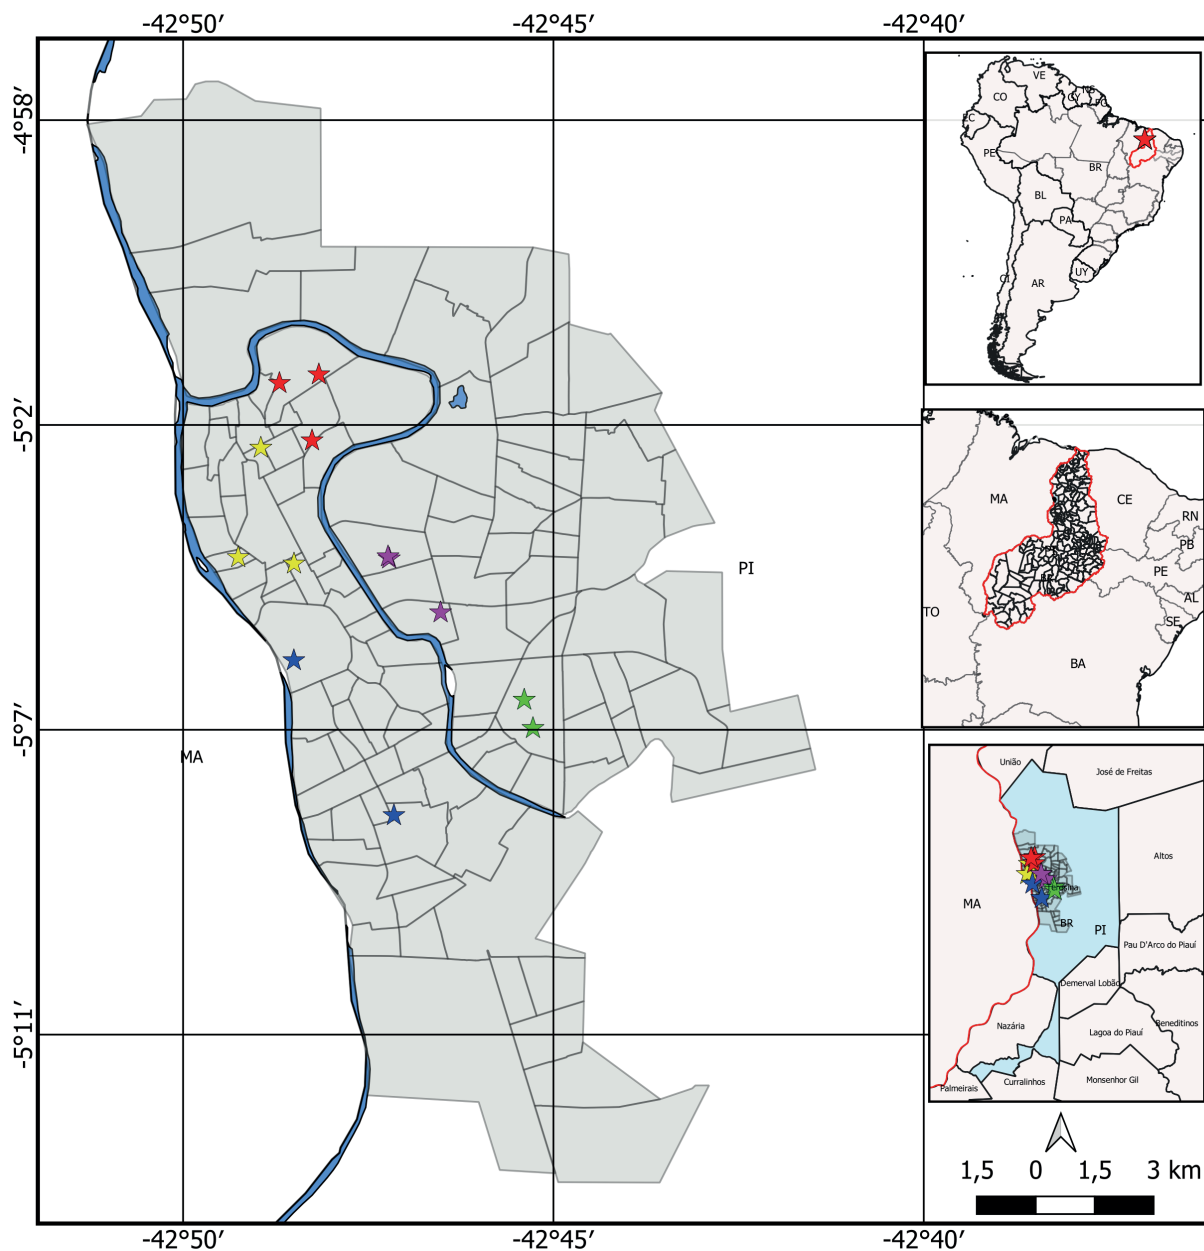 -42°50′ -42°45′ -42°40′
-4°58′
-5°2′
-5°7′
-5°11′
MA
PI
-42°50′ -42°45′ -42°40′
VE
CO
GY
EC
PE
BR
BL
PA
CI
AR
UY
MA
CE
RN
PB
PE
AL
SE
TO
BA
União
José de Freitas
Altos
MA
Teresina
BR
PI
Pau D'Arco do Piauí
Demerval Lobão
Nazária
Lagoa do Piauí
Beneditinos
Palmeirais
Curralinhos
Monsenhor Gil
1,5 0 1,5 3 km